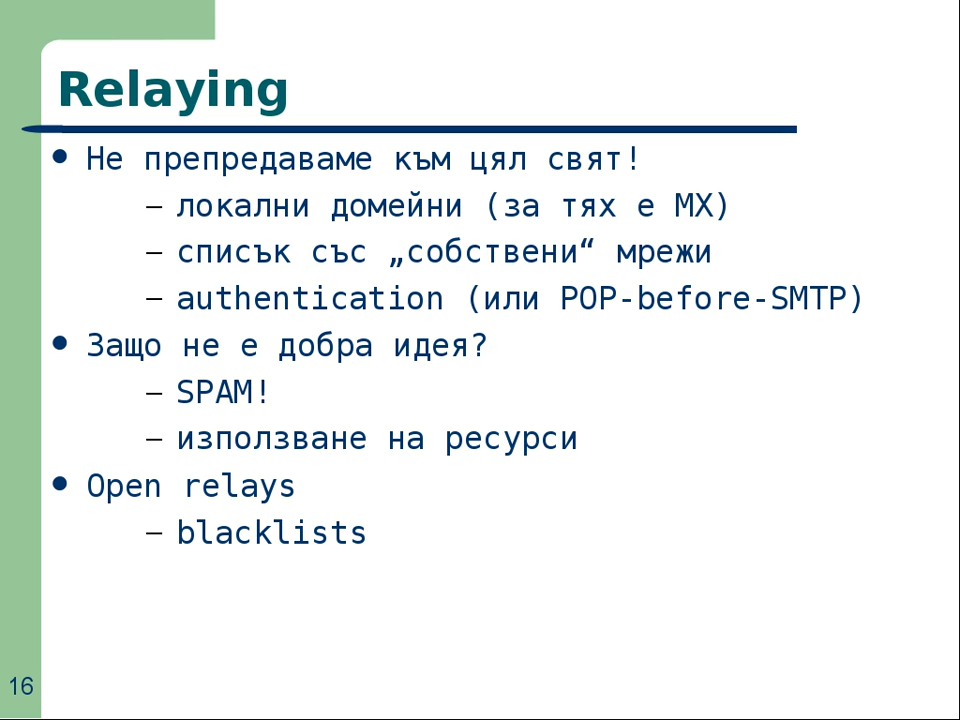 Relaying
• Не препредаваме към цял свят!
– локални домейни (за тях е MX)
– списък със „собствени“ мрежи
– authentication (или POP-before-SMTP)
• Защо не е добра идея?
– SPAM!
– използване на ресурси
• Open relays
– blacklists
16